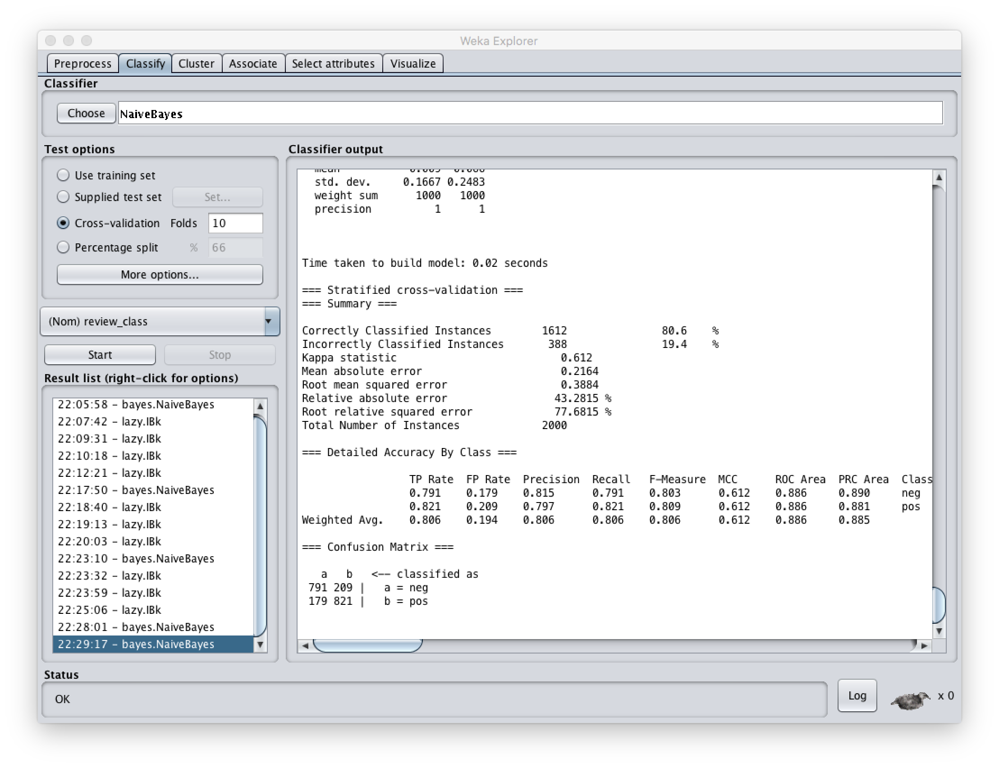 Weka Explorer
Preprocess Classify Cluster Associate Select attributes Visualize
Classifier
Choose NaiveBayes
Test options
Use training set
Supplied test set Set...
Cross-validation Folds 10
Percentage split % 66
More options...
(Nom) review_class
Start Stop
Result list (right-click for options)
22:05:58 - bayes.NaiveBayes
22:07:42 - lazy.IBk
22:09:31 - lazy.IBk
22:10:18 - lazy.IBk
22:12:21 - lazy.IBk
22:17:50 - bayes.NaiveBayes
22:18:40 - lazy.IBk
22:19:13 - lazy.IBk
22:20:03 - lazy.IBk
22:23:10 - bayes.NaiveBayes
22:23:32 - lazy.IBk
22:23:59 - lazy.IBk
22:25:06 - lazy.IBk
22:28:01 - bayes.NaiveBayes
22:29:17 - bayes.NaiveBayes
Classifier output
mean
std. dev. 0.1667 0.2483
weight sum 1000 1000
precision 1 1
Time taken to build model: 0.02 seconds
=== Stratified cross-validation ===
=== Summary ===
Correctly Classified Instances 1612 80.6 %
Incorrectly Classified Instances 388 19.4 %
Kappa statistic 0.612
Mean absolute error 0.2164
Root mean squared error 0.3884
Relative absolute error 43.2815 %
Root relative squared error 77.6815 %
Total Number of Instances 2000
=== Detailed Accuracy By Class ===
TP Rate FP Rate Precision Recall F-Measure MCC ROC Area PRC Area Class
0.791 0.179 0.815 0.791 0.803 0.612 0.886 0.890 neg
0.821 0.209 0.797 0.821 0.809 0.612 0.886 0.881 pos
Weighted Avg. 0.806 0.194 0.806 0.806 0.806 0.612 0.886 0.885
=== Confusion Matrix ===
a b <-- classified as
791 209 | a = neg
179 821 | b = pos
Status
OK
Log x 0